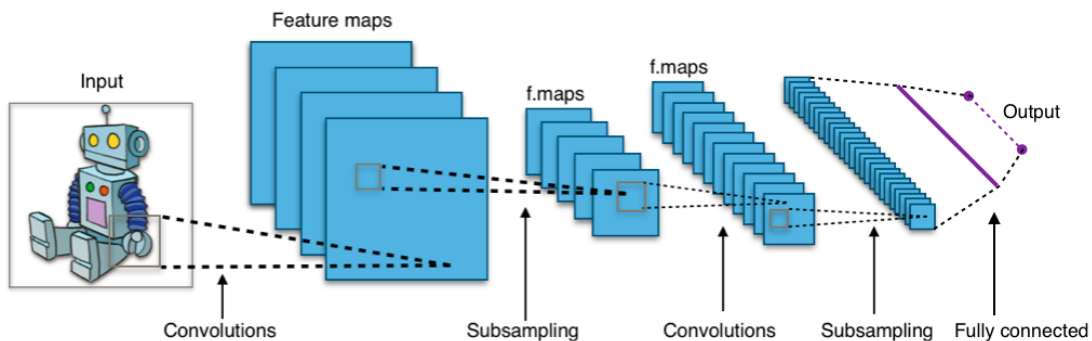 Feature maps
f.maps
Input
f.maps
Output
Convolutions
Subsampling
Convolutions
Subsampling
Fully connected